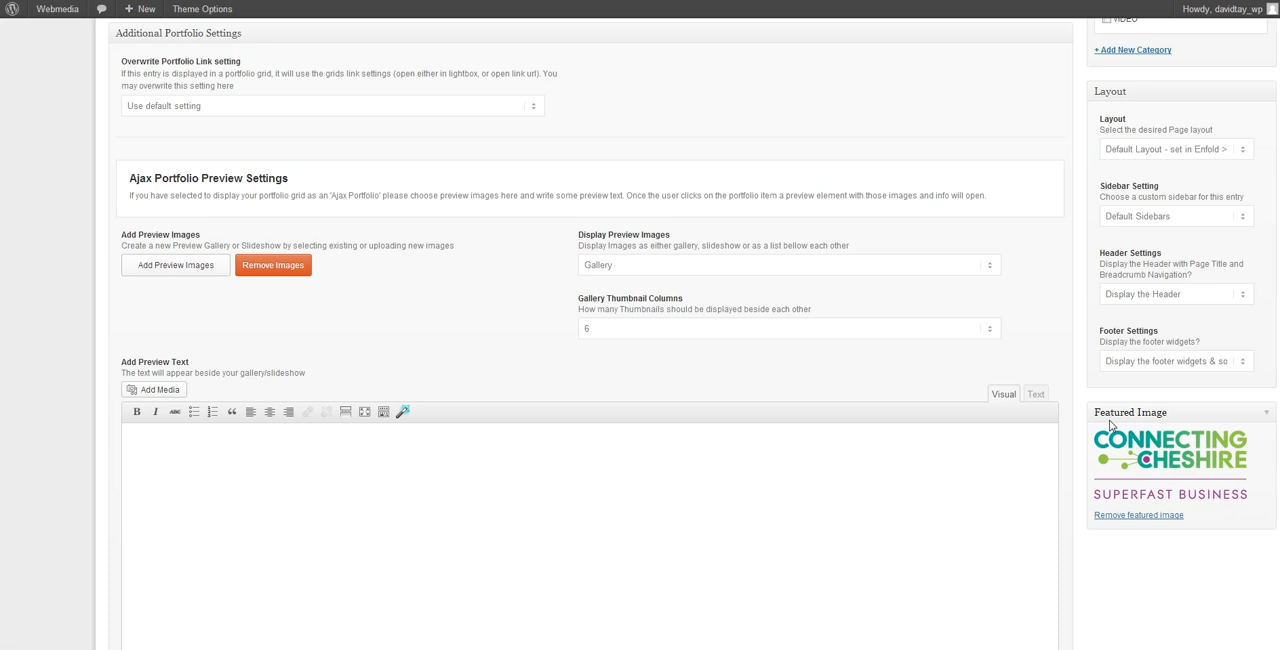 Webmedia
New
Theme Options
Howdy, davidtay_wp
Additional Portfolio Settings
Overwrite Portfolio Link setting
If this entry is displayed in a portfolio grid, it will use the grids link settings (open either in lightbox, or open link url). You
may overwrite this setting here
Use default setting
Ajax Portfolio Preview Settings
If you have selected to display your portfolio grid as an 'Ajax Portfolio' please choose preview images here and write some preview text. Once the user clicks on the portfolio item a preview element with those images and info will open.
Add Preview Images
Create a new Preview Gallery or Slideshow by selecting existing or uploading new images
Add Preview Images
Remove Images
Display Preview Images
Display Images as either gallery, slideshow or as a list bellow each other
Gallery
Gallery Thumbnail Columns
How many Thumbnails should be displayed beside each other
6
Add Preview Text
The text will appear beside your gallery/slideshow
Add Media
Visual
Text
B I ABC
VIDEO
+ Add New Category
Layout
Layout
Select the desired Page layout
Default Layout - set in Enfold >
Sidebar Setting
Choose a custom sidebar for this entry
Default Sidebars
Header Settings
Display the Header with Page Title and
Breadcrumb Navigation?
Display the Header
Footer Settings
Display the footer widgets?
Display the footer widgets & so
Featured Image
CONNECTING
CHESHIRE
SUPERFAST BUSINESS
Remove featured image